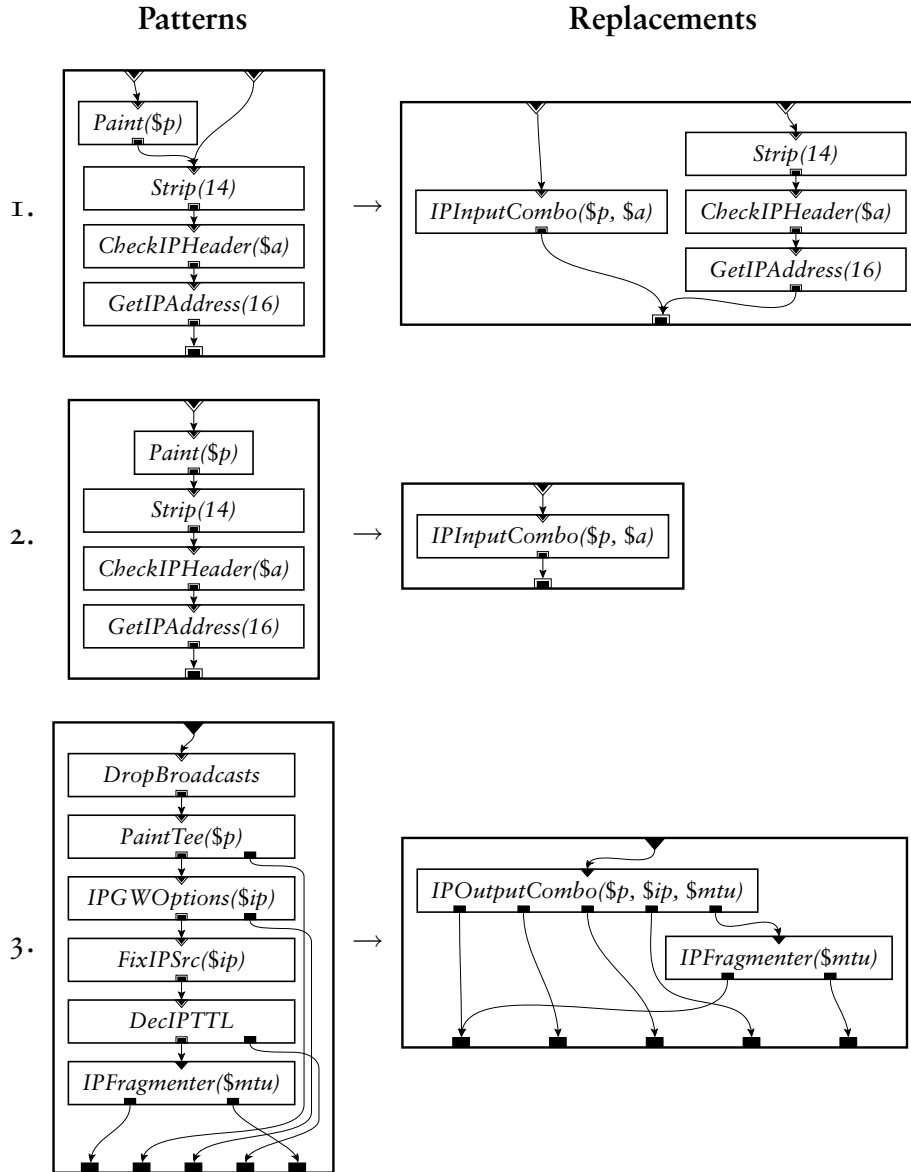 Patterns
Replacements
1.
Paint($p)
Strip(14)
CheckIPHeader($a)
GetIPAddress(16)
→
IPInputCombo($p, $a)
Strip(14)
CheckIPHeader($a)
GetIPAddress(16)
2.
Paint($p)
Strip(14)
CheckIPHeader($a)
GetIPAddress(16)
→
IPInputCombo($p, $a)
3.
DropBroadcasts
PaintTee($p)
IPGWOptions($ip)
FixIPSrc($ip)
DecIPTTL
IPFragmenter($mtu)
→
IPOutputCombo($p, $ip, $mtu)
IPFragmenter($mtu)